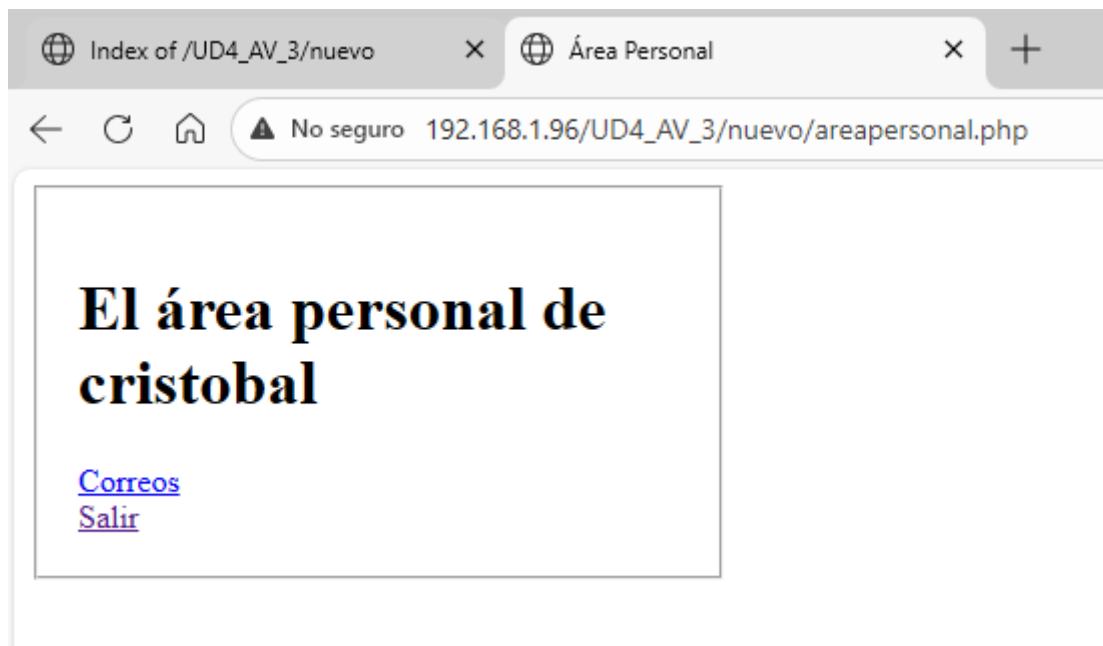 Index of /UD4_AV_3/nuevo
Área Personal
No seguro 192.168.1.96/UD4_AV_3/nuevo/areapersonal.php
El área personal de
cristobal
Correos
Salir